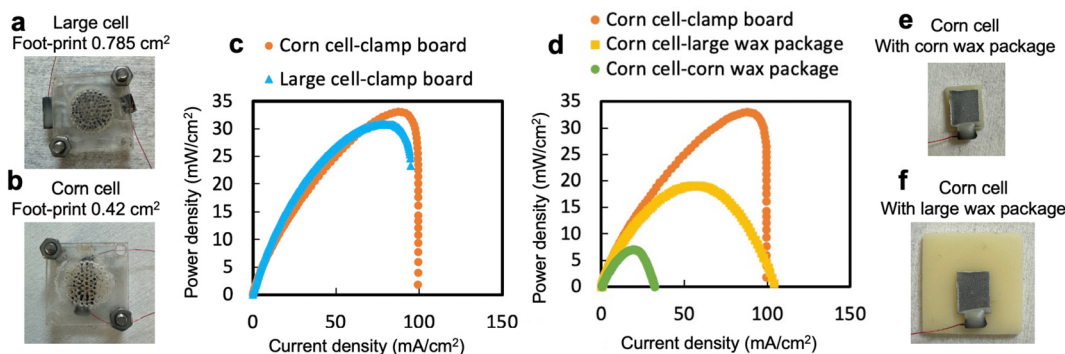 a
Large cell
Foot-print 0.785 cm²
b
Corn cell
Foot-print 0.42 cm²
c
Corn cell-clamp board
Large cell-clamp board
Power density (mW/cm²)
35
30
25
20
15
10
5
0
0 50 100 150
Current density (mA/cm²)
d
Corn cell-clamp board
Corn cell-large wax package
Corn cell-corn wax package
Power density (mW/cm²)
35
30
25
20
15
10
5
0
0 50 100 150
Current density (mA/cm²)
e
Corn cell
With corn wax package
f
Corn cell
With large wax package